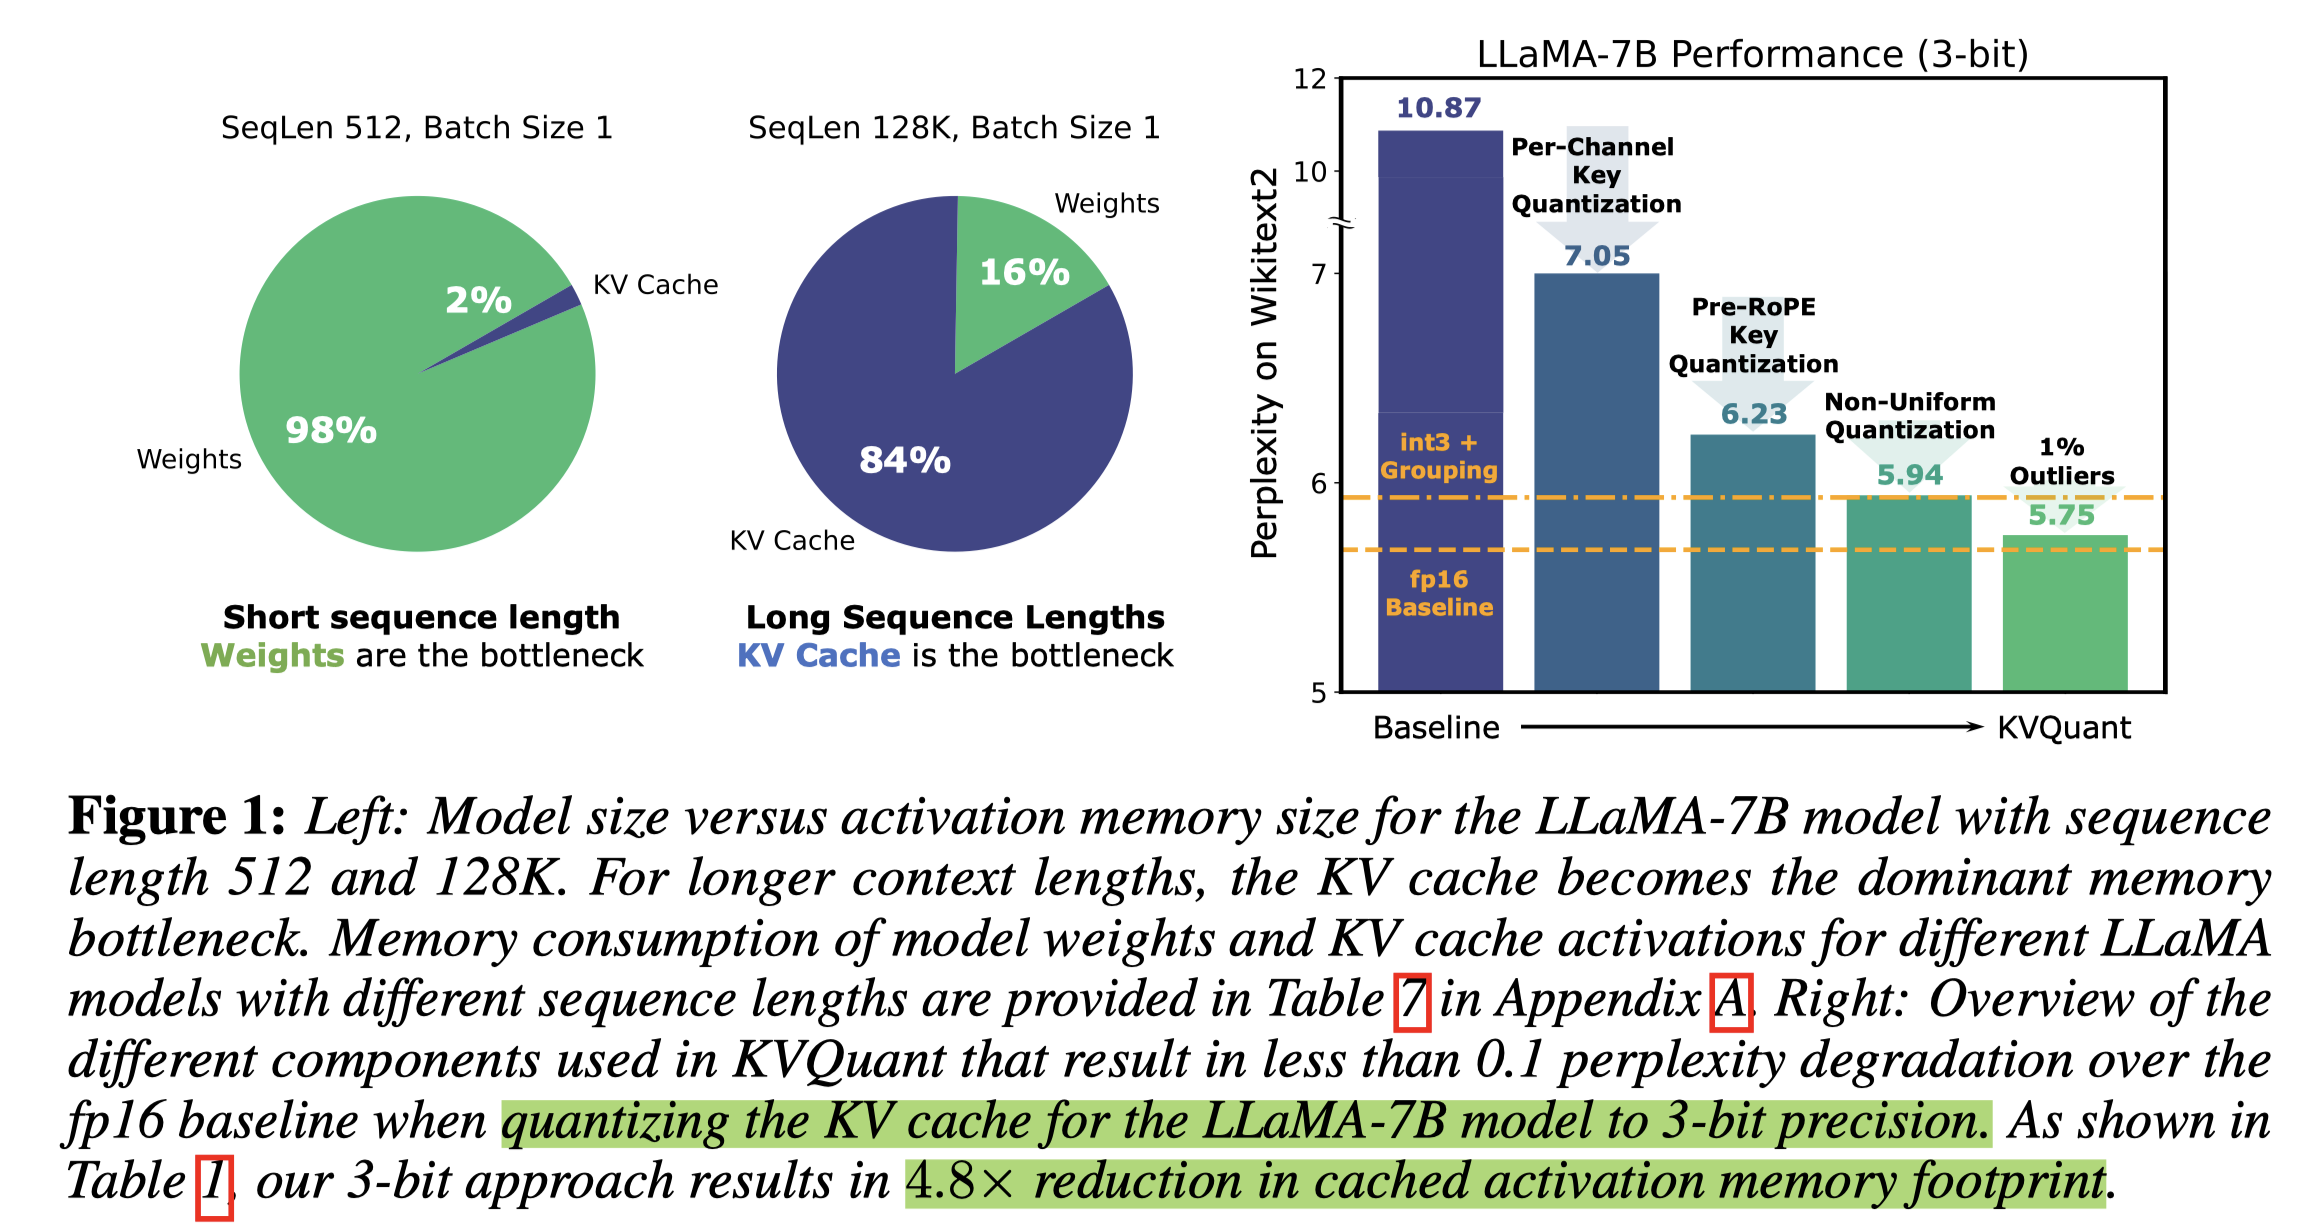 SeqLen 512, Batch Size 1
2%
KV Cache
98%
Weights
Short sequence length
Weights are the bottleneck
SeqLen 128K, Batch Size 1
Weights
16%
84%
KV Cache
Long Sequence Lengths
KV Cache is the bottleneck
LLaMA-7B Performance (3-bit)
Perplexity on Wikitext2
12
10
7
6
5
10.87
Per-Channel
Key
Quantization
7.05
Pre-RoPE
Key
Quantization
6.23
Non-Uniform
Quantization
5.94
1%
Outliers
5.75
int3 +
Grouping
fp16
Baseline
Baseline
KVQuant
Figure 1: Left: Model size versus activation memory size for the LLaMA-7B model with sequence
length 512 and 128K. For longer context lengths, the KV cache becomes the dominant memory
bottleneck. Memory consumption of model weights and KV cache activations for different LLaMA
models with different sequence lengths are provided in Table 7 in Appendix A. Right: Overview of the
different components used in KVQuant that result in less than 0.1 perplexity degradation over the
fp16 baseline when quantizing the KV cache for the LLaMA-7B model to 3-bit precision. As shown in
Table 1, our 3-bit approach results in 4.8× reduction in cached activation memory footprint.